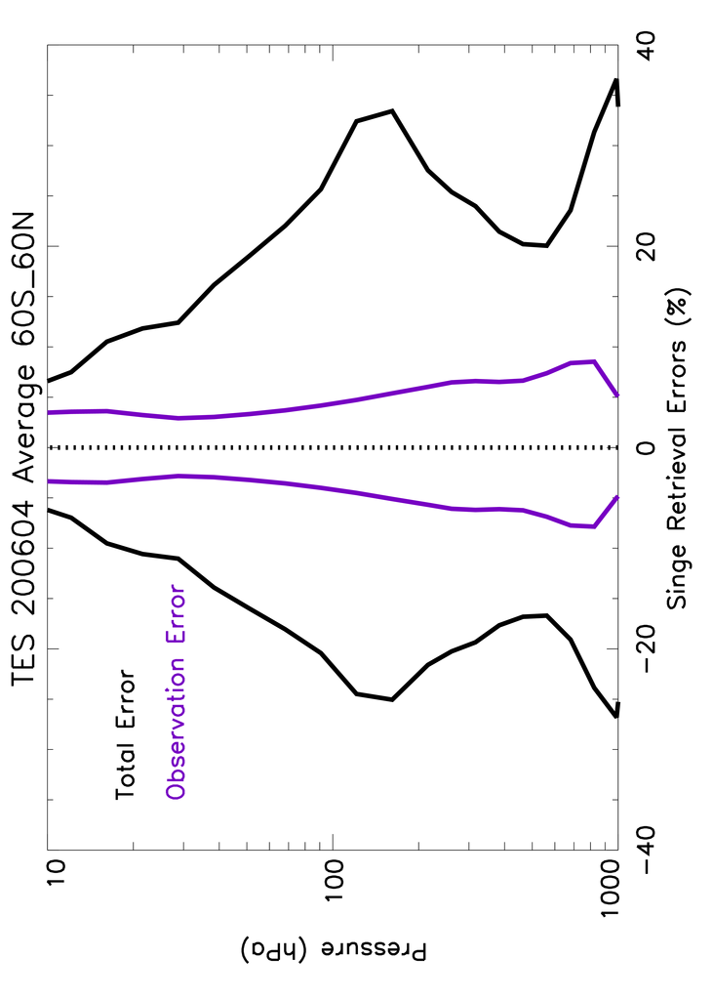 TES 200604 Average 60S_60N
Total Error
Observation Error
10
100
1000
Pressure (hPa)
−40
−20
0
20
40
Singe Retrieval Errors (%)